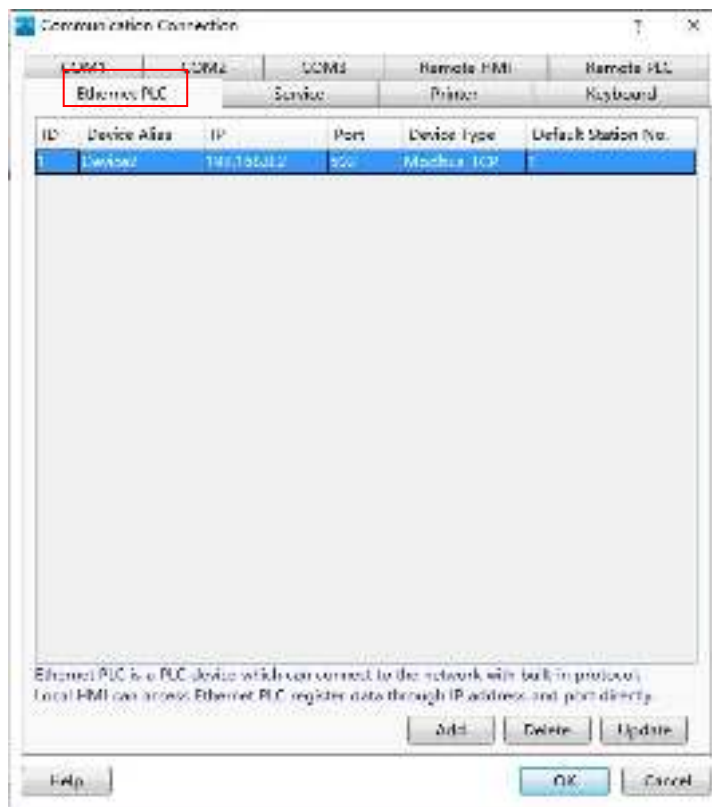 Communication Connection ? ×
COM1 COM2 COM3 Remote HMI Remote PLC
Ethernet PLC Service Printer Keyboard
ID Device Alias IP Port Device Type Default Station No.
1 Modbus TCP 1
Ethernet PLC is a PLC device which can connect to the network with built-in protocol.
Local HMI can access Ethernet PLC register data through IP address and port directly.
Add Delete Update
Help OK Cancel